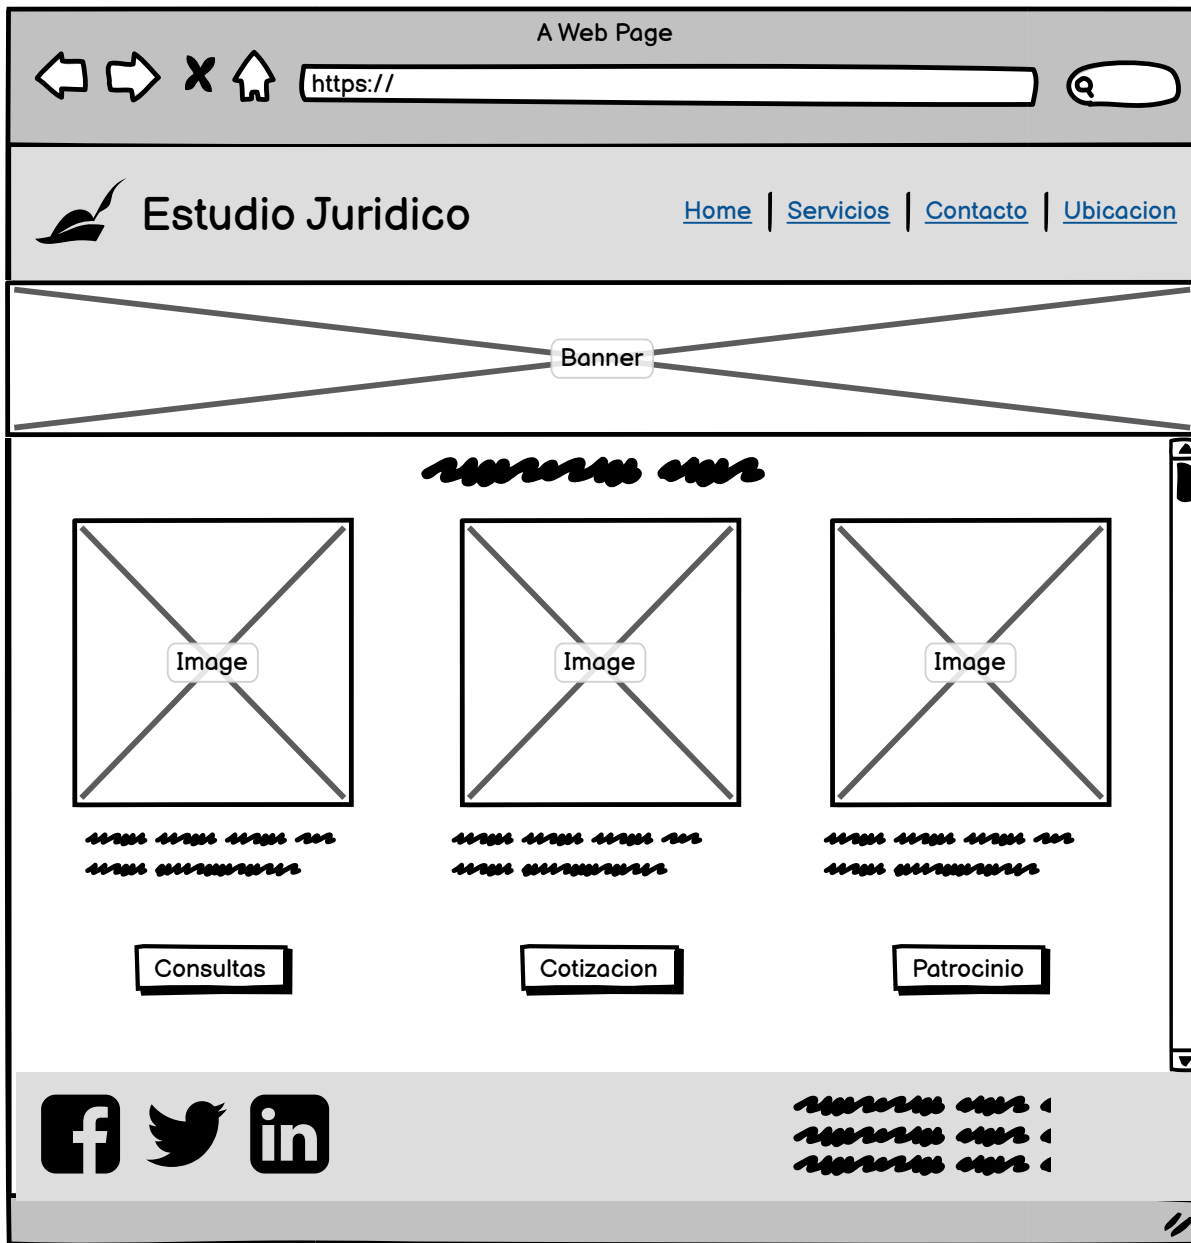 A Web Page
https://
Estudio Juridico
Home | Servicios | Contacto | Ubicacion
Banner
Image Image Image
Consultas Cotizacion Patrocinio